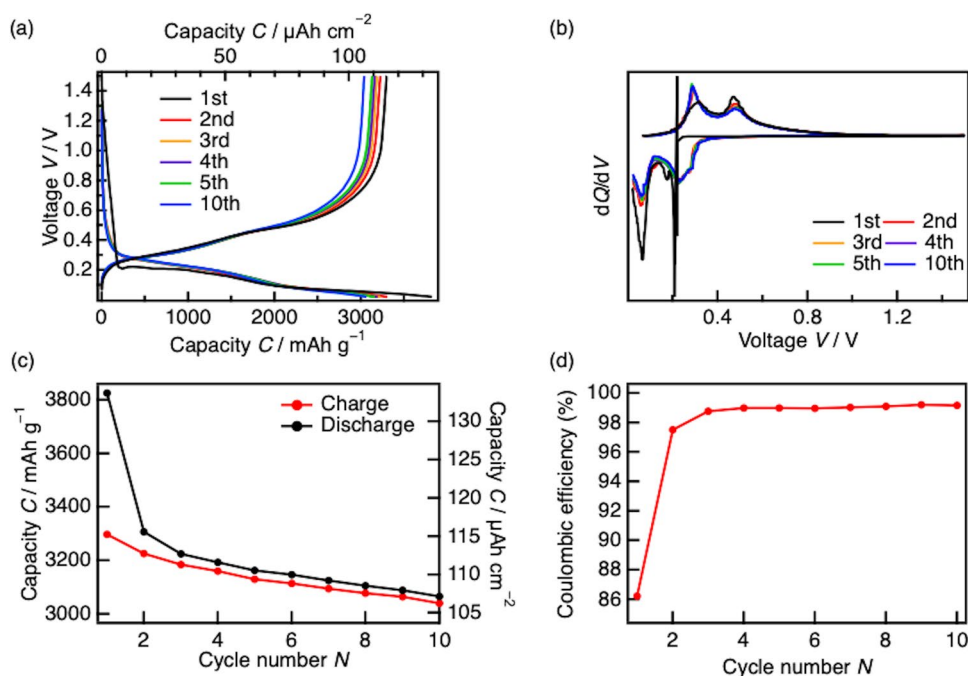 (a)
Capacity C / µAh cm⁻²
0 50 100
Voltage V / V
1.4
1.2
1.0
0.8
0.6
0.4
0.2
1st
2nd
3rd
4th
5th
10th
0 1000 2000 3000
Capacity C / mAh g⁻¹
(b)
dQ/dV
1st 2nd
3rd 4th
5th 10th
0.4 0.8 1.2
Voltage V / V
(c)
Capacity C / mAh g⁻¹
3800
3600
3400
3200
3000
Charge
Discharge
130
125
120
115
110
105
Capacity C / µAh cm⁻²
2 4 6 8 10
Cycle number N
(d)
Coulombic efficiency (%)
100
98
96
94
92
90
88
86
2 4 6 8 10
Cycle number N